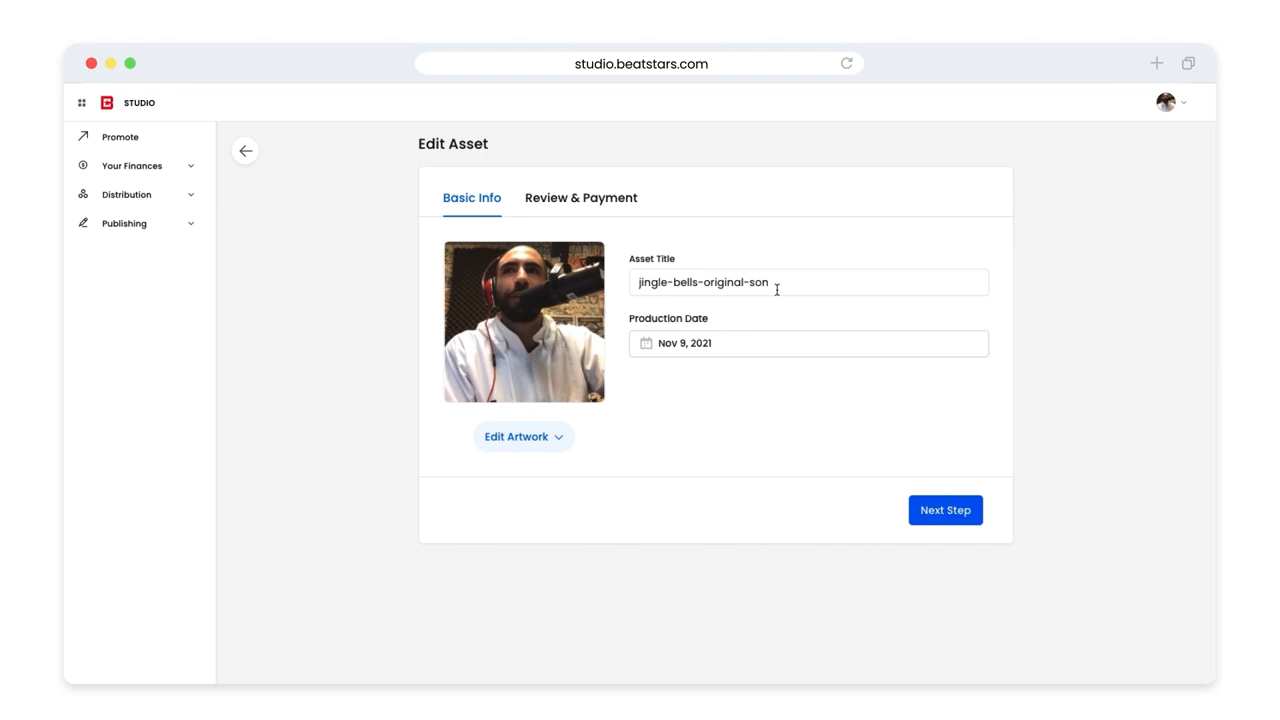 studio.beatstars.com
STUDIO
Promote
Your Finances
Distribution
Publishing
Edit Asset
Basic Info
Review & Payment
Asset Title
jingle-bells-original-son
Production Date
Nov 9, 2021
Edit Artwork
Next Step